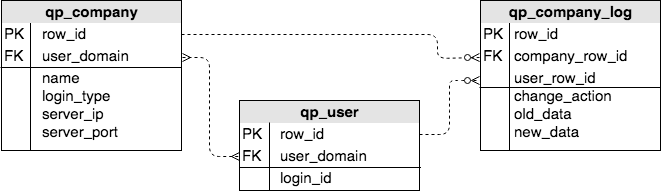 qp_company
PK row_id
FK user_domain
name
login_type
server_ip
server_port
qp_user
PK row_id
FK user_domain
login_id
qp_company_log
PK row_id
FK company_row_id
user_row_id
change_action
old_data
new_data